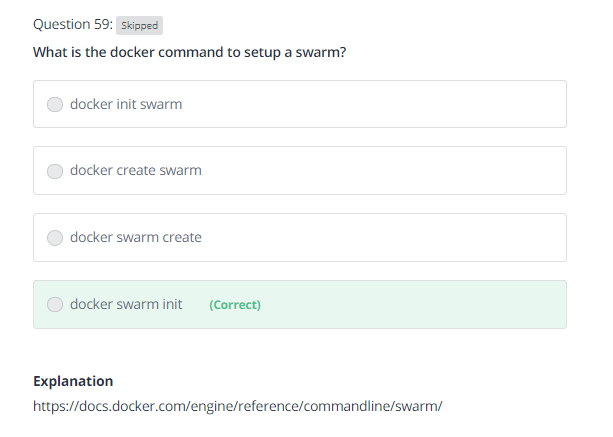 Question 59: Skipped
What is the docker command to setup a swarm?
docker init swarm
docker create swarm
docker swarm create
docker swarm init (Correct)
Explanation
https://docs.docker.com/engine/reference/commandline/swarm/